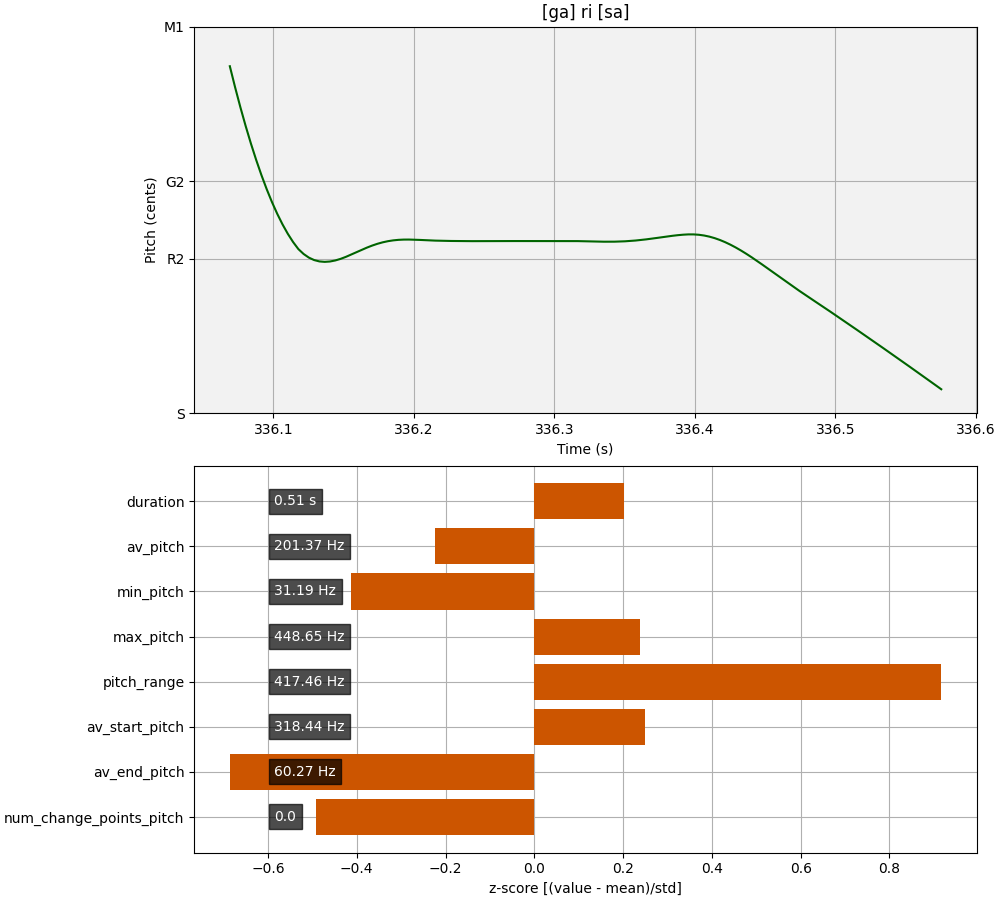 [ga] ri [sa]
M1
G2
R2
S
Pitch (cents)
336.1 336.2 336.3 336.4 336.5 336.6
Time (s)
duration 0.51 s
av_pitch 201.37 Hz
min_pitch 31.19 Hz
max_pitch 448.65 Hz
pitch_range 417.46 Hz
av_start_pitch 318.44 Hz
av_end_pitch 60.27 Hz
num_change_points_pitch 0.0
−0.6 −0.4 −0.2 0.0 0.2 0.4 0.6 0.8
z-score [(value - mean)/std]